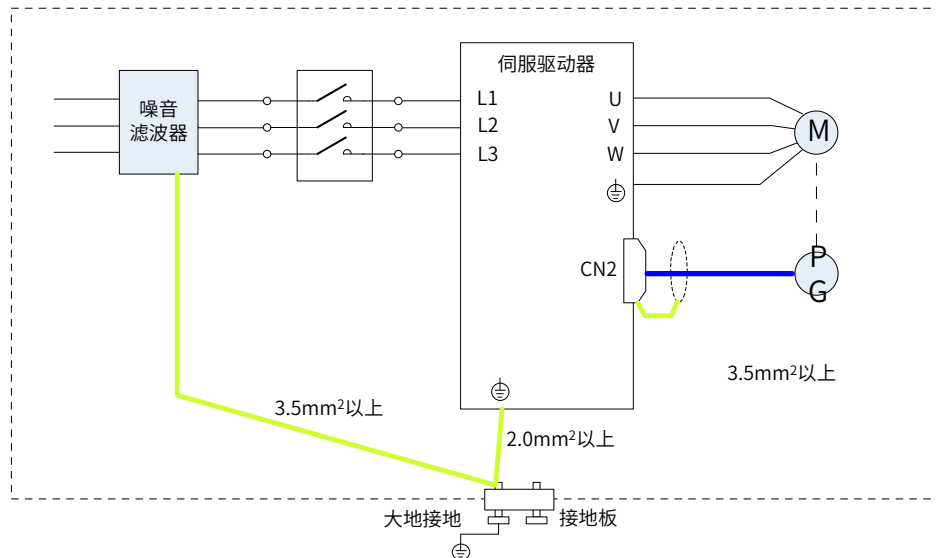 伺服驱动器
噪音
滤波器
L1
L2
L3
U
V
W
M
CN2
P
G
3.5mm²以上
3.5mm²以上
2.0mm²以上
大地接地
接地板